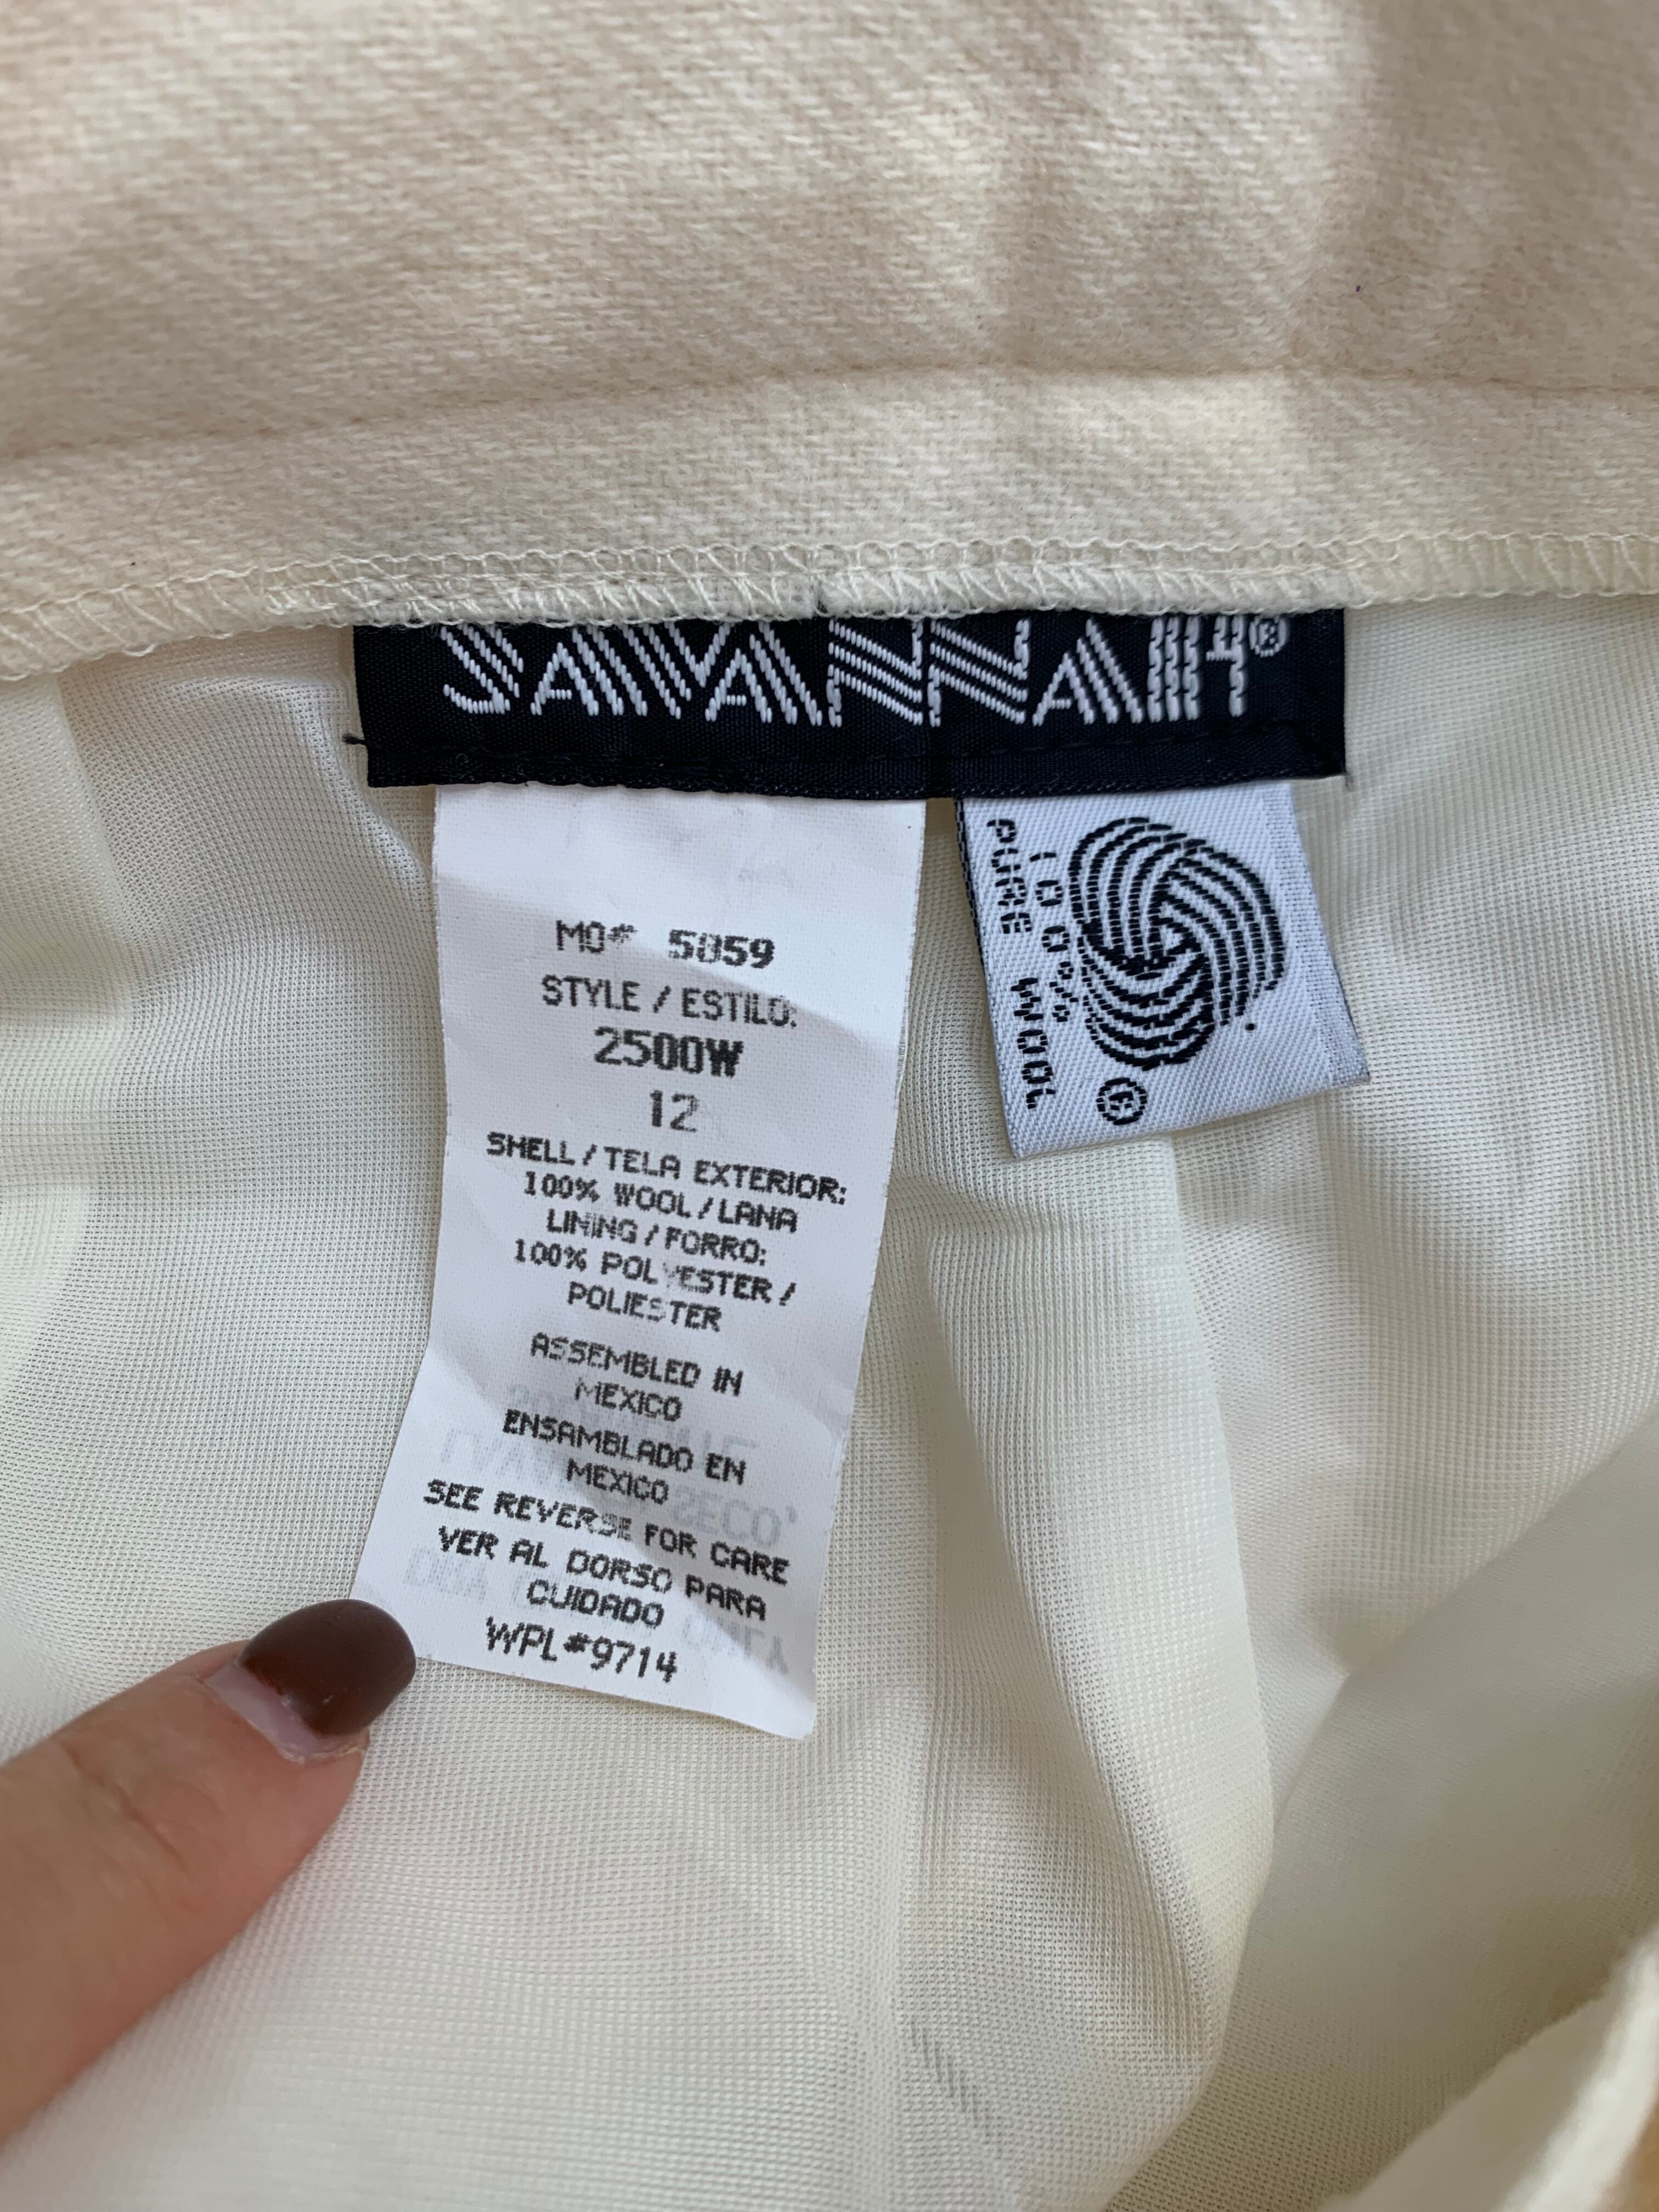 SAVANNAH®
MO# 5059
STYLE / ESTILO:
2500W
12
SHELL / TELA EXTERIOR:
100% WOOL / LANA
LINING / FORRO:
100% POLYESTER /
POLIESTER
ASSEMBLED IN
MEXICO
ENSAMBLADO EN
MEXICO
SEE REVERSE FOR CARE
VER AL DORSO PARA
CUIDADO
WPL#9714
100%
PURE WOOL